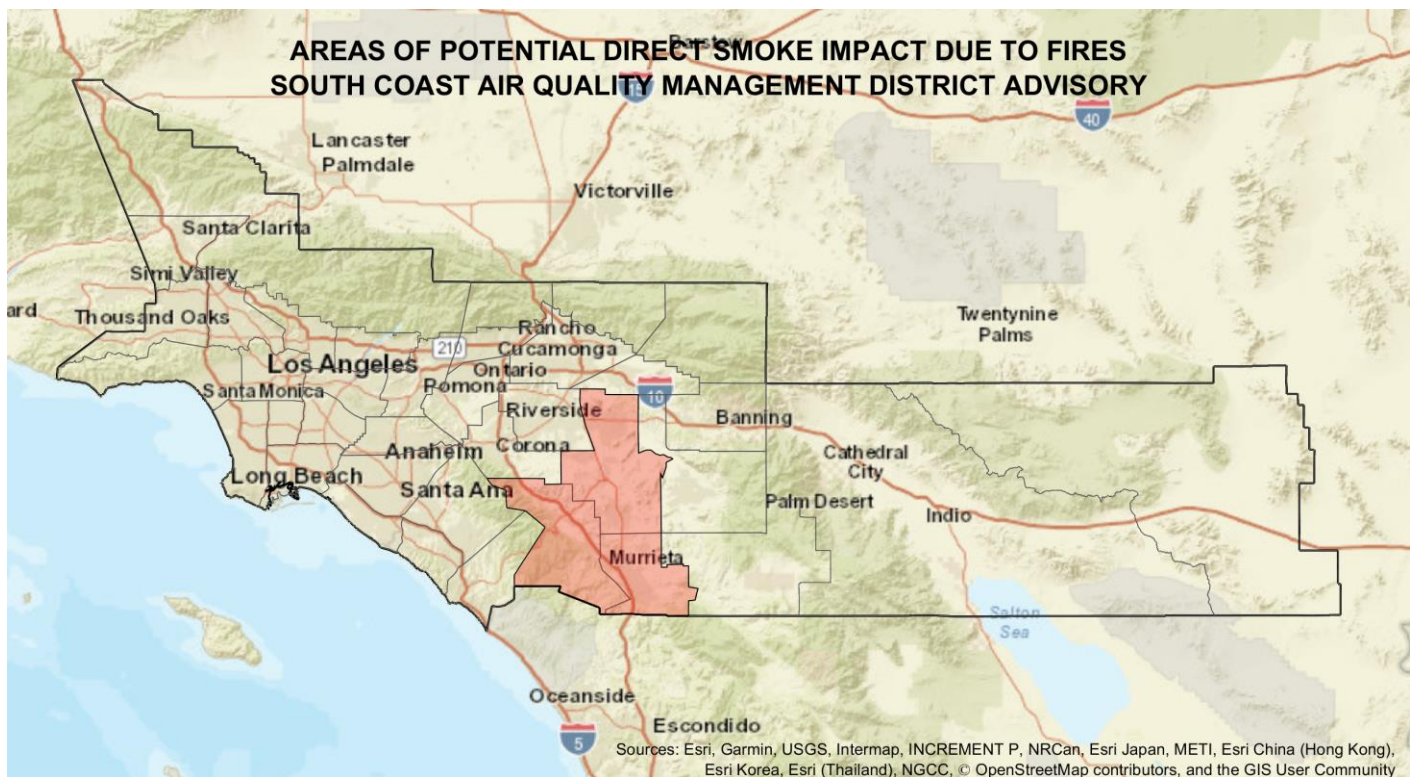 AREAS OF POTENTIAL DIRECT SMOKE IMPACT DUE TO FIRES
SOUTH COAST AIR QUALITY MANAGEMENT DISTRICT ADVISORY
Barstow
15
40
Lancaster
Palmdale
Victorville
Santa Clarita
Simi Valley
ard
Thousand Oaks
Twentynine
Palms
Rancho
Cucamonga
210
Los Angeles
Ontario
Pomona
Santa Monica
10
Riverside
Banning
Corona
Anaheim
Cathedral
City
Long Beach
Santa Ana
Palm Desert
Indio
Murrieta
Salton
Sea
Oceanside
Escondido
5
Sources: Esri, Garmin, USGS, Intermap, INCREMENT P, NRCan, Esri Japan, METI, Esri China (Hong Kong),
Esri Korea, Esri (Thailand), NGCC, © OpenStreetMap contributors, and the GIS User Community